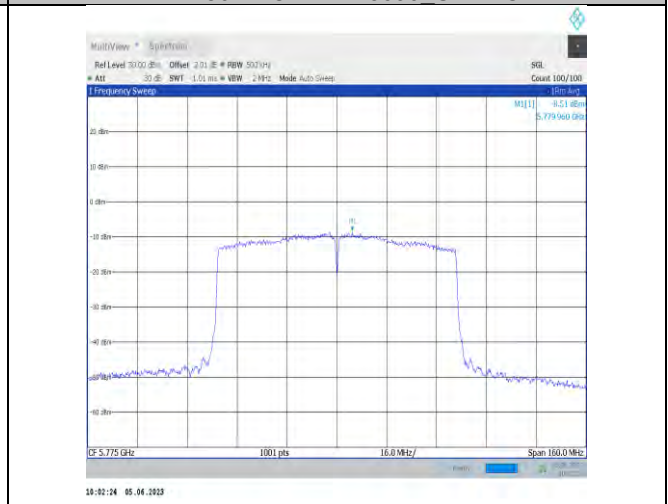 MultiView Spectrum
Ref Level 30.00 dBm Offset 2.01 dB RBW 500 kHz SGL
Att 30 dB SWT 1.01 ms VBW 2 MHz Mode Auto Sweep Count 100/100
1 Frequency Sweep 1Rm Avg
M1[1]
5.779960 GHz
20 dBm
10 dBm
0 dBm
M1
-10 dBm
-20 dBm
-30 dBm
-40 dBm
-50 dBm
-60 dBm
CF 5.775 GHz 1001 pts 16.0 MHz/ Span 160.0 MHz
10:02:24 05.06.2023